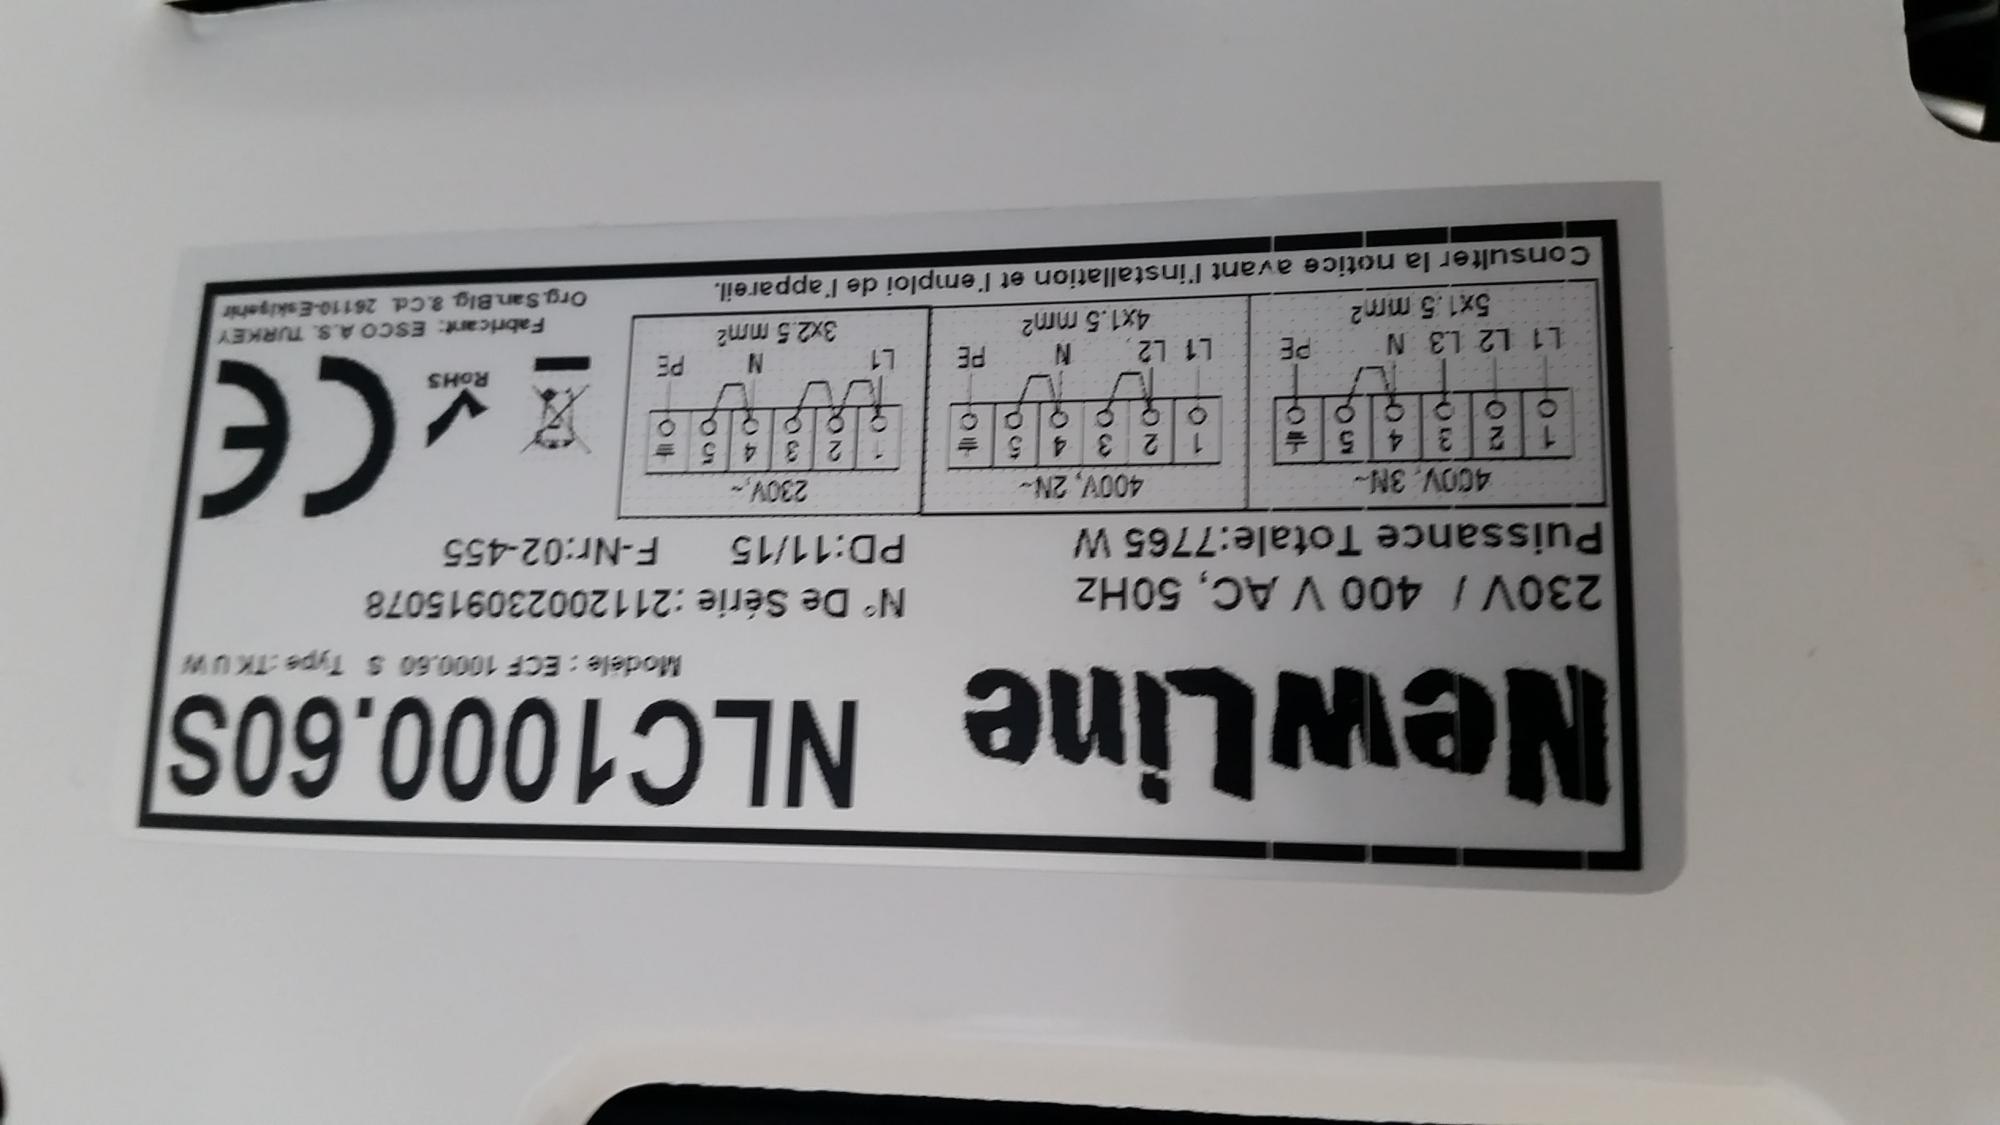 NewLine NLC1000.60S
Modèle : ECF 1000.60 S Type :TK U W
230V / 400 V AC, 50Hz N° De Série :211200230915078
Puissance Totale:7765 W PD:11/15 F-Nr:02-455
400V, 3N~ 400V, 2N~ 230V,~
1 2 3 4 5 1 2 3 4 5 1 2 3 4 5
L1 L2 L3 N PE L1 L2 N PE L1 N PE
5x1.5 mm² 4x1.5 mm² 3x2.5 mm²
RoHS
CE
Fabricant: ESCO A.S. TURKEY
Org.San.Blg. 8.Cd. 26110-Eskişehir
Consulter la notice avant l'installation et l'emploi de l'appareil.